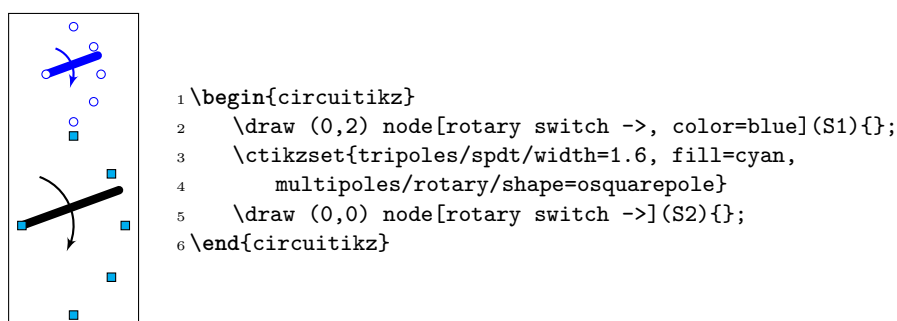 1 \begin{circuitikz}
2     \draw (0,2) node[rotary switch ->, color=blue](S1){};
3     \ctikzset{tripoles/spdt/width=1.6, fill=cyan,
4        multipoles/rotary/shape=osquarepole}
5     \draw (0,0) node[rotary switch ->](S2){};
6 \end{circuitikz}